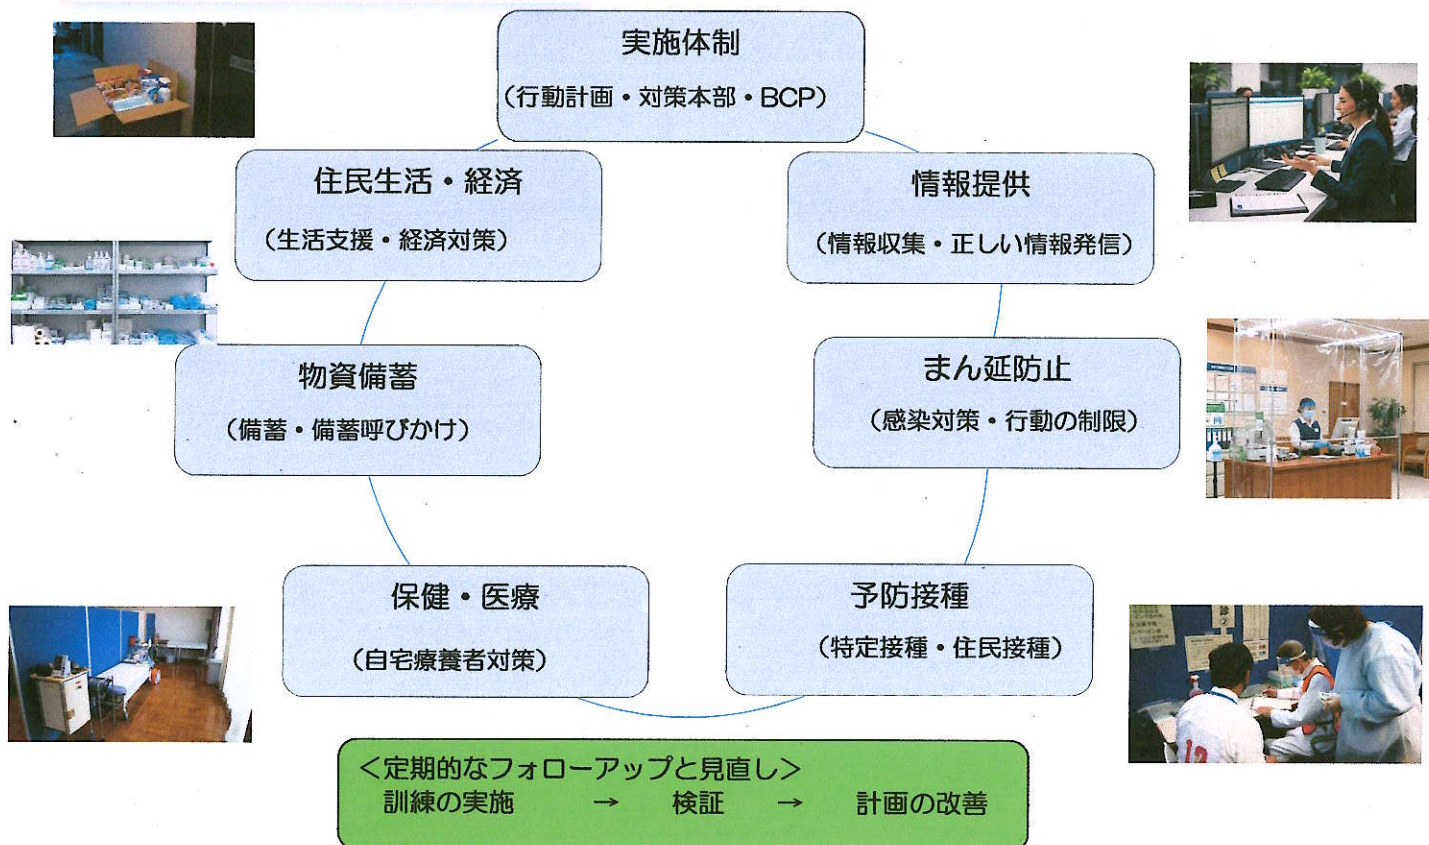 実施体制
（行動計画・対策本部・BCP）
住民生活・経済
（生活支援・経済対策）
情報提供
（情報収集・正しい情報発信）
物資備蓄
（備蓄・備蓄呼びかけ）
まん延防止
（感染対策・行動の制限）
保健・医療
（自宅療養者対策）
予防接種
（特定接種・住民接種）
診
②
12
＜定期的なフォローアップと見直し＞
訓練の実施　→　検証　→　計画の改善